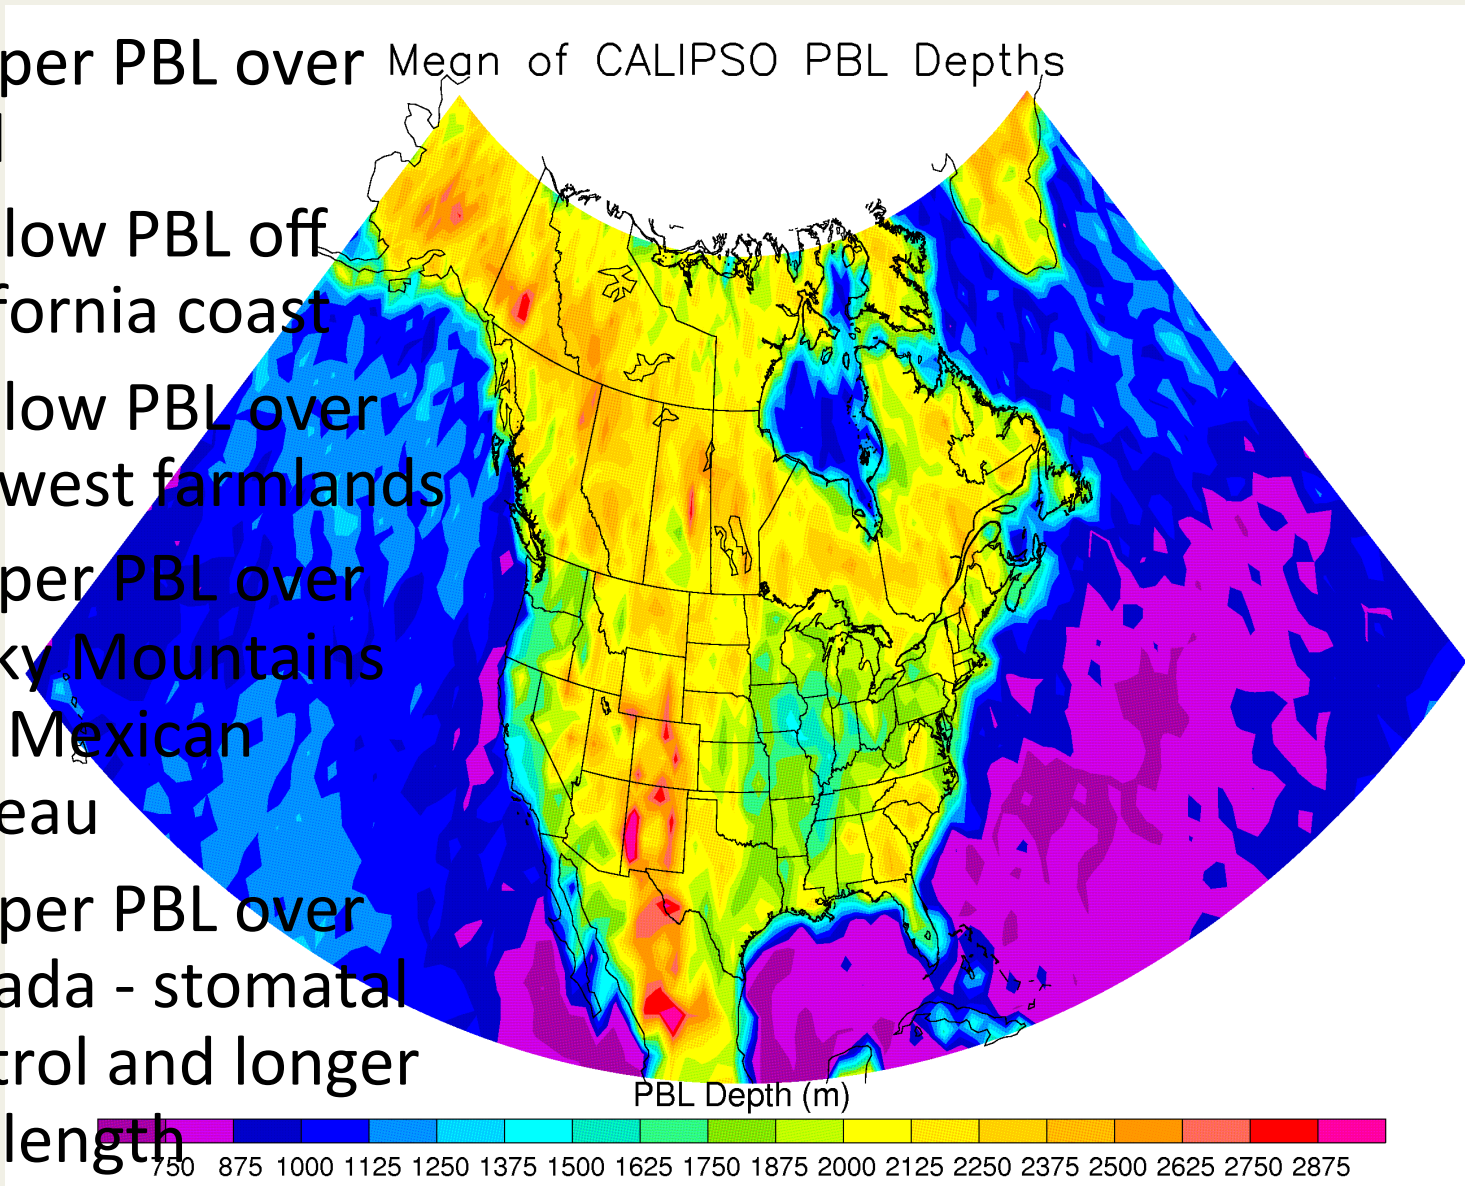 Mean of CALIPSO PBL Depths
per PBL over
low PBL off
fornia coast
low PBL over
west farmlands
per PBL over
ky Mountains
Mexican
eau
per PBL over
ada - stomatal
trol and longer
length
PBL Depth (m)
750 875 1000 1125 1250 1375 1500 1625 1750 1875 2000 2125 2250 2375 2500 2625 2750 2875